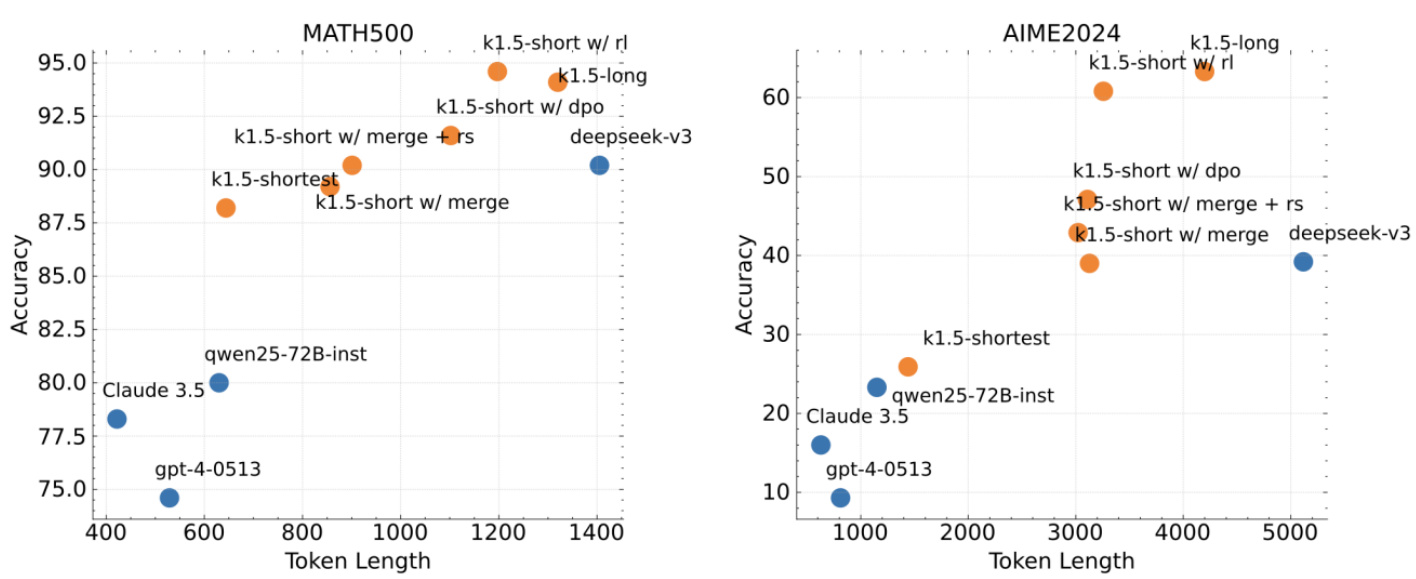 MATH500
k1.5-short w/ rl
k1.5-long
k1.5-short w/ dpo
k1.5-short w/ merge + rs
deepseek-v3
k1.5-shortest
k1.5-short w/ merge
qwen25-72B-inst
Claude 3.5
gpt-4-0513
95.0
92.5
90.0
87.5
85.0
82.5
80.0
77.5
75.0
Accuracy
400 600 800 1000 1200 1400
Token Length
AIME2024
k1.5-long
k1.5-short w/ rl
k1.5-short w/ dpo
k1.5-short w/ merge + rs
k1.5-short w/ merge
deepseek-v3
k1.5-shortest
qwen25-72B-inst
Claude 3.5
gpt-4-0513
60
50
40
30
20
10
Accuracy
1000 2000 3000 4000 5000
Token Length